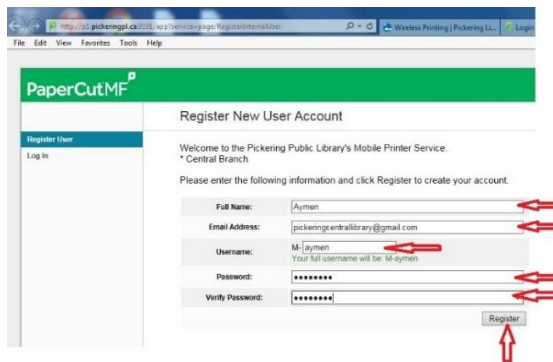 http://p1.pickeringpl.ca:9191/app?service=page/RegisterInternalUser
Wireless Printing | Pickering Li...
Login
File Edit View Favorites Tools Help
PaperCutMF
Register New User Account
Register User
Log In
Welcome to the Pickering Public Library's Mobile Printer Service.
* Central Branch
Please enter the following information and click Register to create your account.
Full Name: Aymen
Email Address: pickeringcentrallibrary@gmail.com
Username: M- aymen
Your full username will be: M-aymen
Password: ••••••••
Verify Password: ••••••••
Register